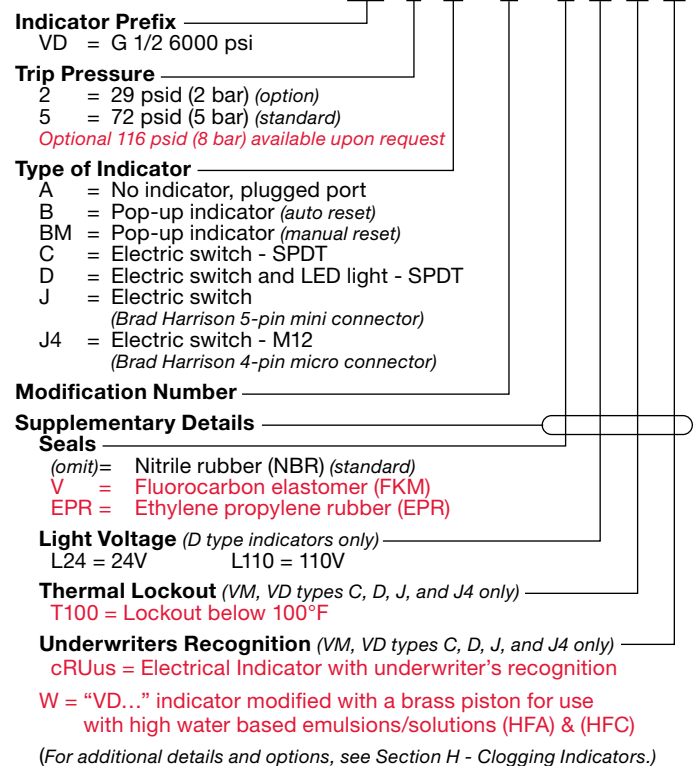 Indicator Prefix
VD = G 1/2 6000 psi
Trip Pressure
2 = 29 psid (2 bar) (option)
5 = 72 psid (5 bar) (standard)
Optional 116 psid (8 bar) available upon request
Type of Indicator
A = No indicator, plugged port
B = Pop-up indicator (auto reset)
BM = Pop-up indicator (manual reset)
C = Electric switch - SPDT
D = Electric switch and LED light - SPDT
J = Electric switch
(Brad Harrison 5-pin mini connector)
J4 = Electric switch - M12
(Brad Harrison 4-pin micro connector)
Modification Number
Supplementary Details
Seals
(omit)= Nitrile rubber (NBR) (standard)
V = Fluorocarbon elastomer (FKM)
EPR = Ethylene propylene rubber (EPR)
Light Voltage (D type indicators only)
L24 = 24V L110 = 110V
Thermal Lockout (VM, VD types C, D, J, and J4 only)
T100 = Lockout below 100°F
Underwriters Recognition (VM, VD types C, D, J, and J4 only)
cRUus = Electrical Indicator with underwriter's recognition
W = “VD…” indicator modified with a brass piston for use
with high water based emulsions/solutions (HFA) & (HFC)
(For additional details and options, see Section H - Clogging Indicators.)